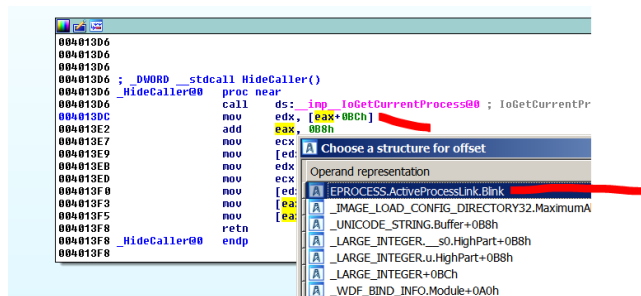 004013D6
004013D6
004013D6
004013D6 ; _DWORD __stdcall HideCaller()
004013D6 _HideCaller@0 proc near
004013D6 call ds:__imp__IoGetCurrentProcess@0 ; IoGetCurrentPr
004013DC mov edx, [eax+0BCh]
004013E2 add eax, 0B8h
004013E7 mov ecx
004013E9 mov [ed
004013EB mov edx
004013ED mov ecx
004013F0 mov [ed
004013F3 mov [ea
004013F5 mov [ea
004013F8 retn
004013F8 _HideCaller@0 endp
004013F8
Choose a structure for offset
Operand representation
EPROCESS.ActiveProcessLink.Blink
_IMAGE_LOAD_CONFIG_DIRECTORY32.MaximumAl
_UNICODE_STRING.Buffer+0B8h
_LARGE_INTEGER.__s0.HighPart+0B8h
_LARGE_INTEGER.u.HighPart+0B8h
_LARGE_INTEGER+0BCh
_WDF_BIND_INFO.Module+0A0h